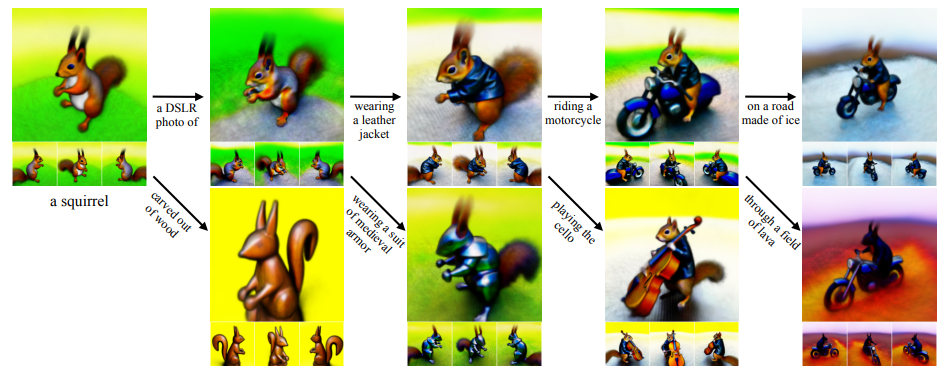 a DSLR
photo of
wearing
a leather
jacket
riding a
motorcycle
on a road
made of ice
a squirrel
carved out
of wood
wearing a suit
of medieval
armor
playing the
cello
through a field
of lava